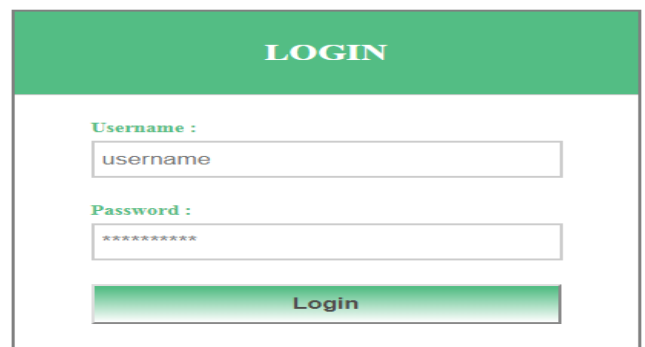 LOGIN
Username :
username
Password :
**********
Login